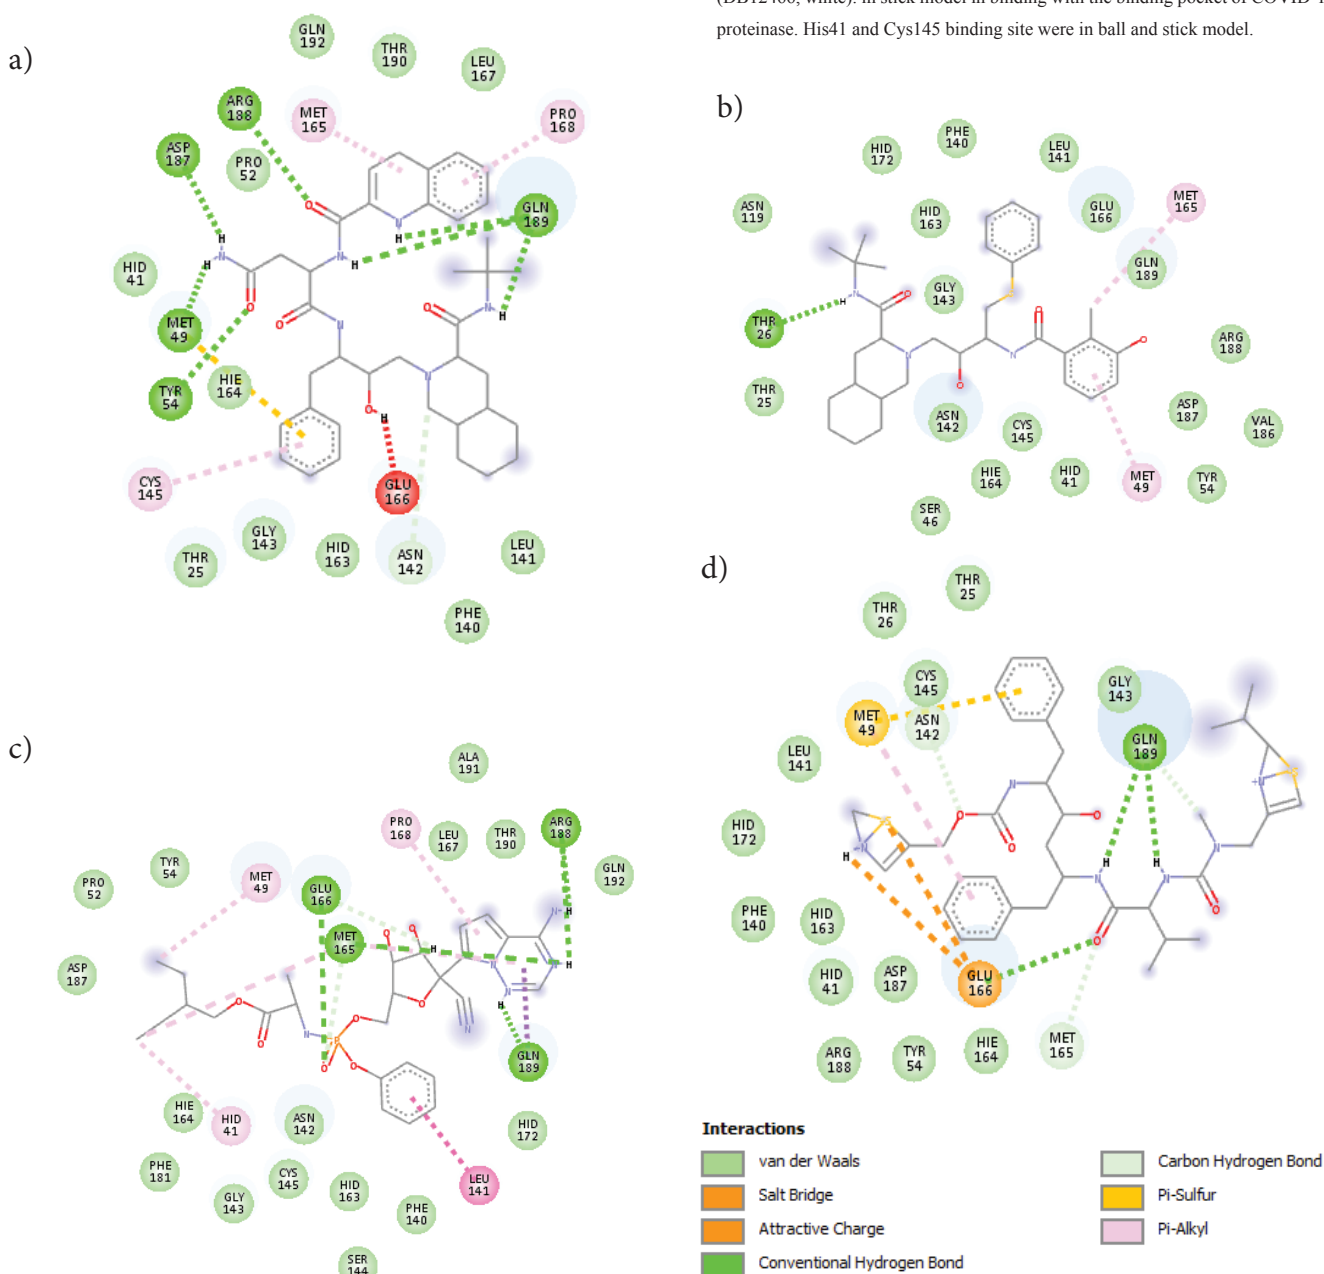 proteinase. His41 and Cys145 binding site were in ball and stick model.
a)
GLN
192
THR
190
LEU
167
ARG
188
MET
165
PRO
168
ASP
187
PRO
52
GLN
189
HID
41
MET
49
TYR
54
HIE
164
CYS
145
GLU
166
THR
25
GLY
143
HID
163
ASN
142
LEU
141
PHE
140
b)
PHE
140
HID
172
LEU
141
MET
165
ASN
119
HID
163
GLU
166
GLN
189
GLY
143
THR
26
ARG
188
THR
25
ASN
142
CYS
145
ASP
187
VAL
186
HIE
164
HID
41
MET
49
TYR
54
SER
46
c)
ALA
191
PRO
168
LEU
167
THR
190
ARG
188
TYR
54
PRO
52
MET
49
GLU
166
GLN
192
MET
165
ASP
187
GLN
189
HIE
164
HID
41
ASN
142
HID
172
PHE
181
CYS
145
GLY
143
HID
163
LEU
141
PHE
140
SER
144
d)
THR
25
THR
26
CYS
145
GLY
143
MET
49
ASN
142
GLN
189
LEU
141
HID
172
PHE
140
HID
163
HID
41
ASP
187
GLU
166
ARG
188
TYR
54
HIE
164
MET
165
Interactions
van der Waals
Salt Bridge
Attractive Charge
Conventional Hydrogen Bond
Carbon Hydrogen Bond
Pi-Sulfur
Pi-Alkyl